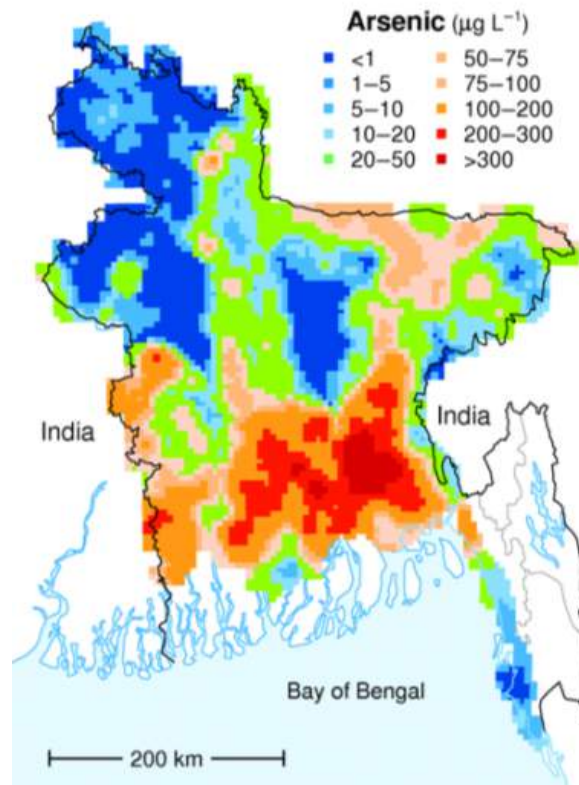 Arsenic (µg L⁻¹)
<1
1–5
5–10
10–20
20–50
50–75
75–100
100–200
200–300
>300
India
India
Bay of Bengal
200 km